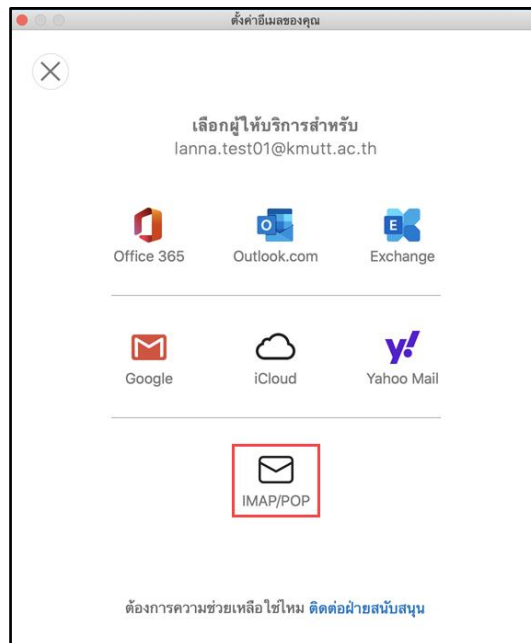 ตั้งค่าอีเมลของคุณ
เลือกผู้ให้บริการสำหรับ
lanna.test01@kmutt.ac.th
Office 365
Outlook.com
Exchange
Google
iCloud
Yahoo Mail
IMAP/POP
ต้องการความช่วยเหลือใช่ไหม ติดต่อฝ่ายสนับสนุน